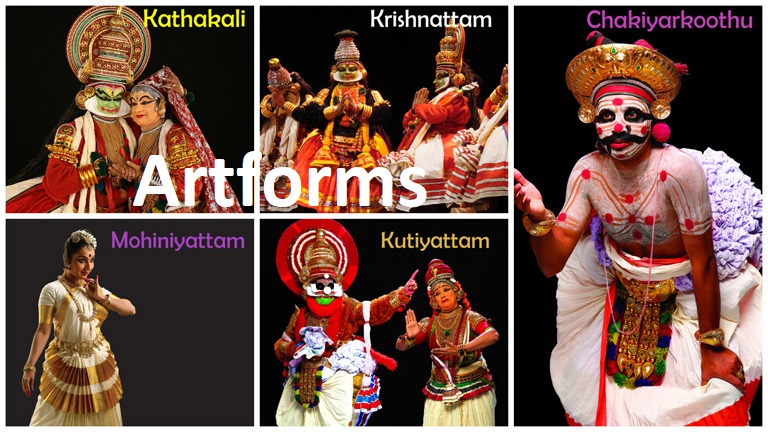 Kathakali
Krishnattam
Chakiyarkoothu
Artforms
Mohiniyattam
Kutiyattam